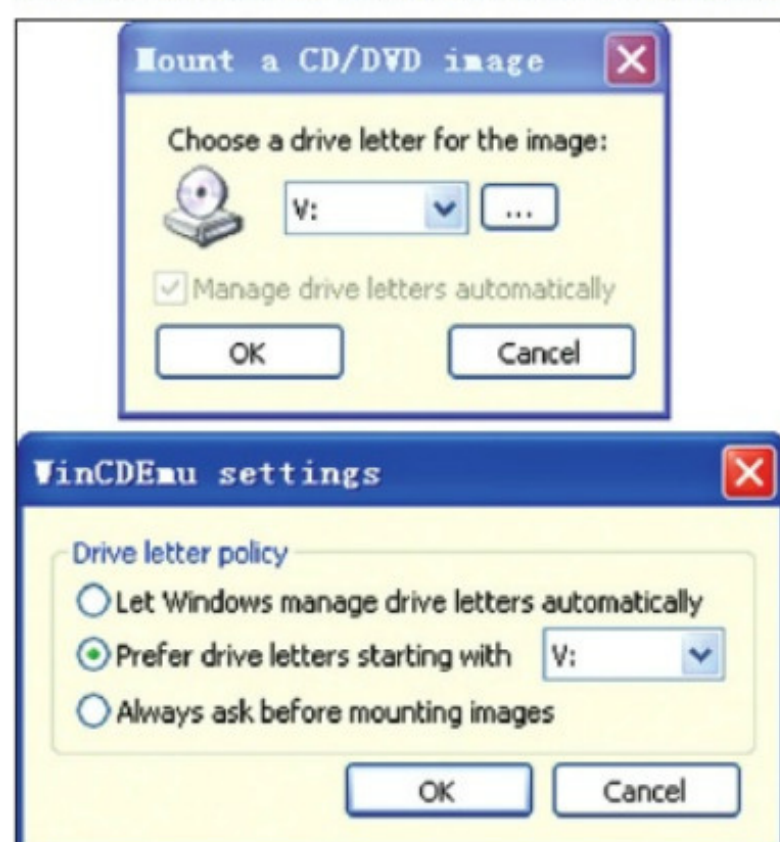 Mount a CD/DVD image
Choose a drive letter for the image:
V: ...
Manage drive letters automatically
OK Cancel
WinCDEmu settings
Drive letter policy
Let Windows manage drive letters automatically
Prefer drive letters starting with V:
Always ask before mounting images
OK Cancel